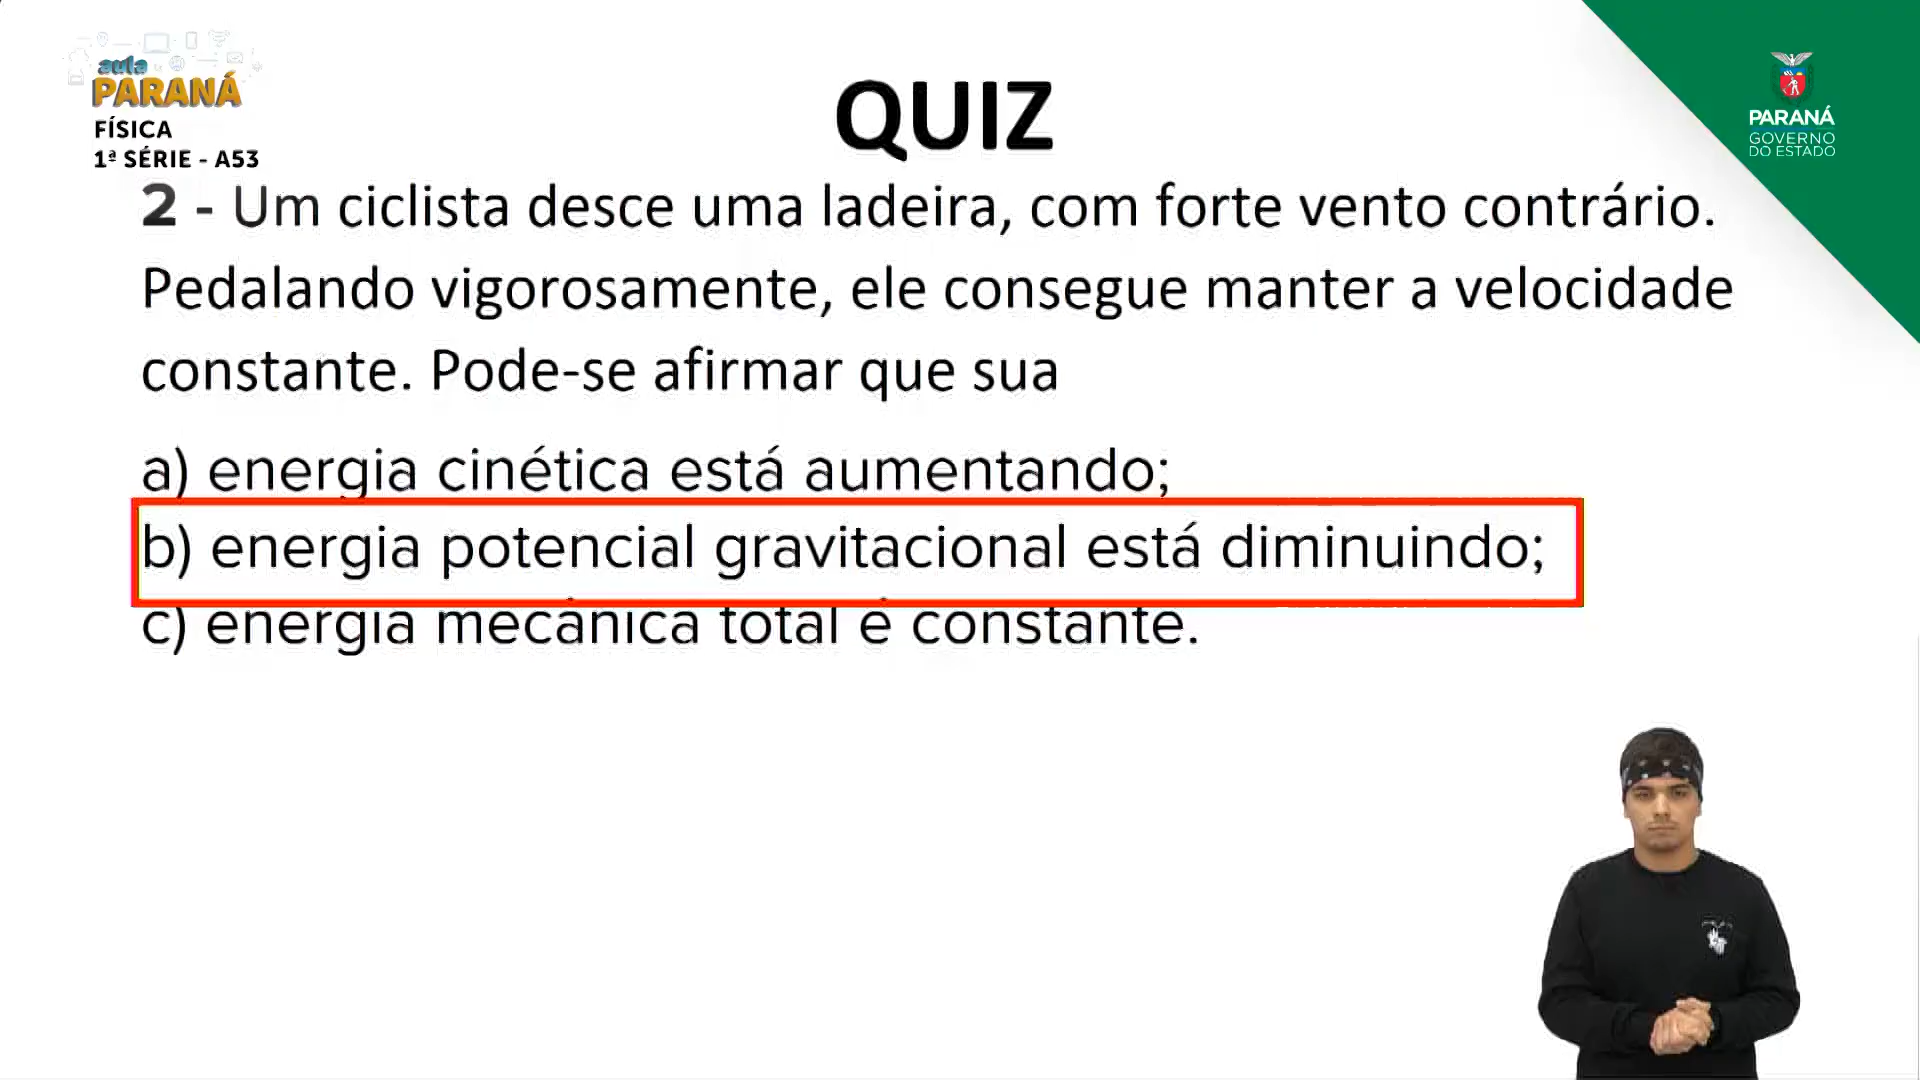 aula
PARANÁ
FÍSICA
1ª SÉRIE - A53
QUIZ
PARANÁ
GOVERNO
DO ESTADO
2 - Um ciclista desce uma ladeira, com forte vento contrário.
Pedalando vigorosamente, ele consegue manter a velocidade
constante. Pode-se afirmar que sua
a) energia cinética está aumentando;
b) energia potencial gravitacional está diminuindo;
c) energia mecânica total é constante.